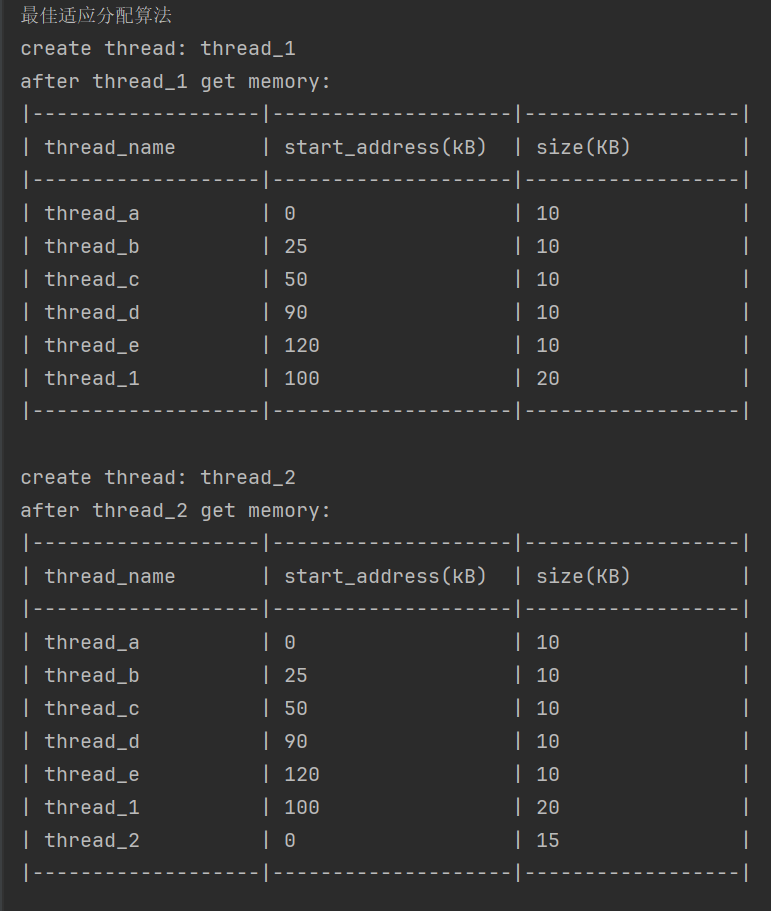 最佳适应分配算法
create thread: thread_1
after thread_1 get memory:
|-------------------|--------------------|------------------|
| thread_name       | start_address(kB)  | size(KB)         |
|-------------------|--------------------|------------------|
| thread_a          | 0                  | 10               |
| thread_b          | 25                 | 10               |
| thread_c          | 50                 | 10               |
| thread_d          | 90                 | 10               |
| thread_e          | 120                | 10               |
| thread_1          | 100                | 20               |
|-------------------|--------------------|------------------|
create thread: thread_2
after thread_2 get memory:
|-------------------|--------------------|------------------|
| thread_name       | start_address(kB)  | size(KB)         |
|-------------------|--------------------|------------------|
| thread_a          | 0                  | 10               |
| thread_b          | 25                 | 10               |
| thread_c          | 50                 | 10               |
| thread_d          | 90                 | 10               |
| thread_e          | 120                | 10               |
| thread_1          | 100                | 20               |
| thread_2          | 0                  | 15               |
|-------------------|--------------------|------------------|